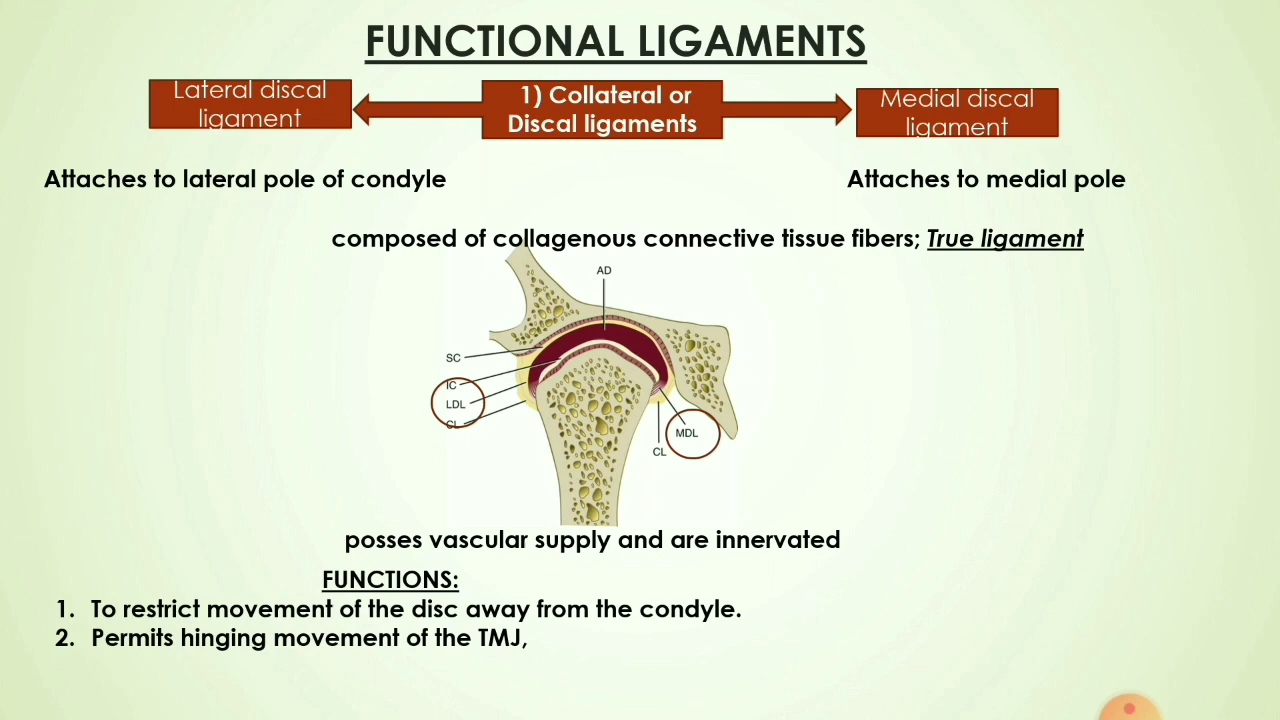 FUNCTIONAL LIGAMENTS
Lateral discal
ligament
1) Collateral or
Discal ligaments
Medial discal
ligament
Attaches to lateral pole of condyle
Attaches to medial pole
composed of collagenous connective tissue fibers; True ligament
AD
SC
IC
LDL
CL
MDL
CL
posses vascular supply and are innervated
FUNCTIONS:
1. To restrict movement of the disc away from the condyle.
2. Permits hinging movement of the TMJ,